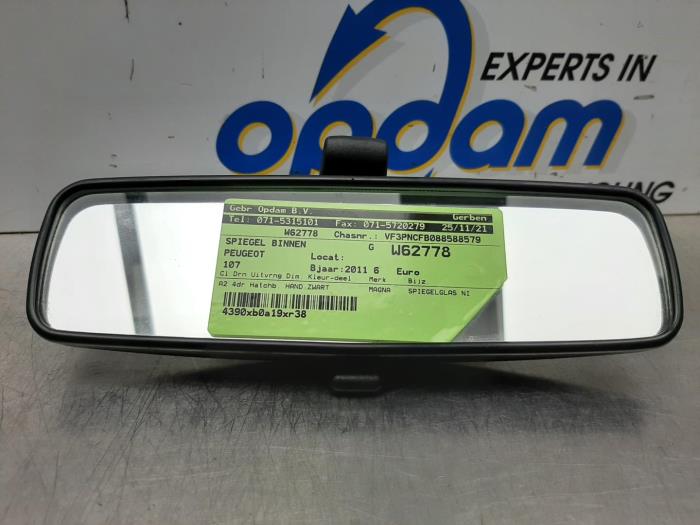 EXPERTS IN
opdam
Gebr Opdam B.V.
Gerben
Tel: 071-5315101 Fax: 071-5720279 25/11/21
W62778 Chasnr.: VF3PNCFB088588579
SPIEGEL BINNEN G W62778
PEUGEOT Locat:
107 Bjaar:2011 6 Euro
Cl Drn Uitvrng Dim Kleur-deel Merk Bijz
A2 4dr Hatchb HAND.ZWART MAGNA SPIEGELGLAS NI
4390xb0a19xr38